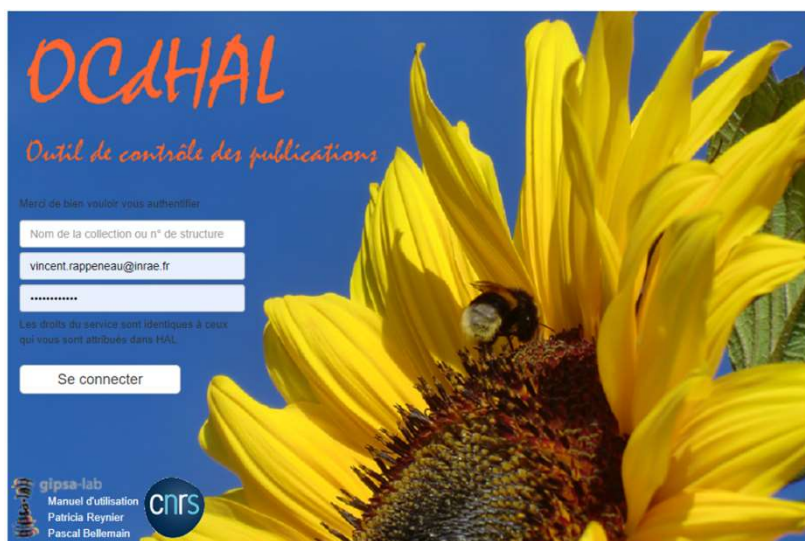 OCdHAL
Outil de contrôle des publications
Merci de bien vouloir vous authentifier
Nom de la collection ou n° de structure
vincent.rappeneau@inrae.fr
••••••••••••
Les droits du service sont identiques à ceux
qui vous sont attribués dans HAL
Se connecter
gipsa-lab
gipsa-lab
Manuel d'utilisation
Patricia Reynier
Pascal Bellemain
cnrs